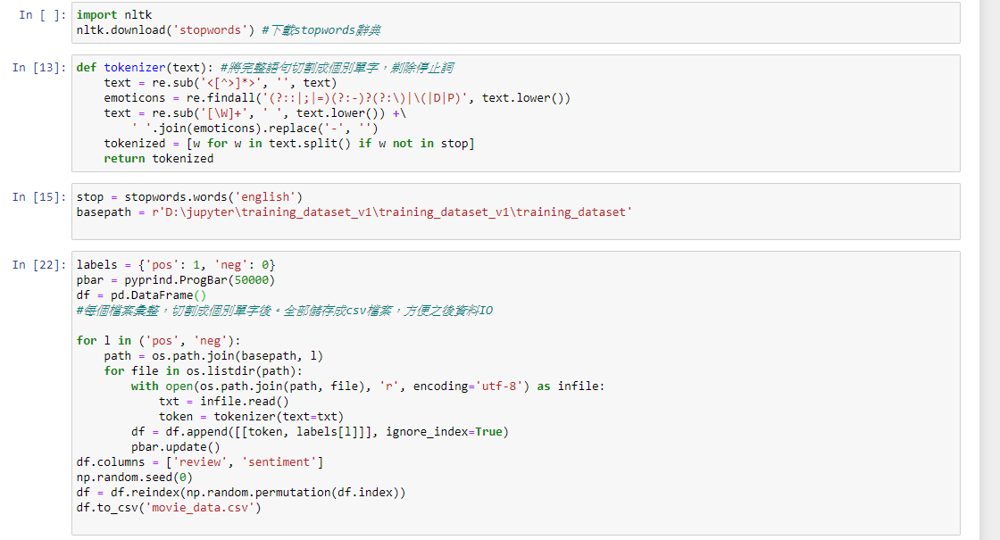 In [ ]: import nltk
nltk.download('stopwords') #下載stopwords辭典
In [13]: def tokenizer(text): #將完整語句切割成個別單字，剃除停止詞
    text = re.sub('<[^>]*>', '', text)
    emoticons = re.findall('(?::|;|=)(?:-)?(?:\)|\(|D|P)', text.lower())
    text = re.sub('[\W]+', ' ', text.lower()) +\
        ' '.join(emoticons).replace('-', '')
    tokenized = [w for w in text.split() if w not in stop]
    return tokenized
In [15]: stop = stopwords.words('english')
basepath = r'D:\jupyter\training_dataset_v1\training_dataset_v1\training_dataset'
In [22]: labels = {'pos': 1, 'neg': 0}
pbar = pyprind.ProgBar(50000)
df = pd.DataFrame()
#每個檔案彙整，切割成個別單字後。全部儲存成csv檔案，方便之後資料IO
for l in ('pos', 'neg'):
    path = os.path.join(basepath, l)
    for file in os.listdir(path):
        with open(os.path.join(path, file), 'r', encoding='utf-8') as infile:
            txt = infile.read()
            token = tokenizer(text=txt)
        df = df.append([[token, labels[l]]], ignore_index=True)
        pbar.update()
df.columns = ['review', 'sentiment']
np.random.seed(0)
df = df.reindex(np.random.permutation(df.index))
df.to_csv('movie_data.csv')